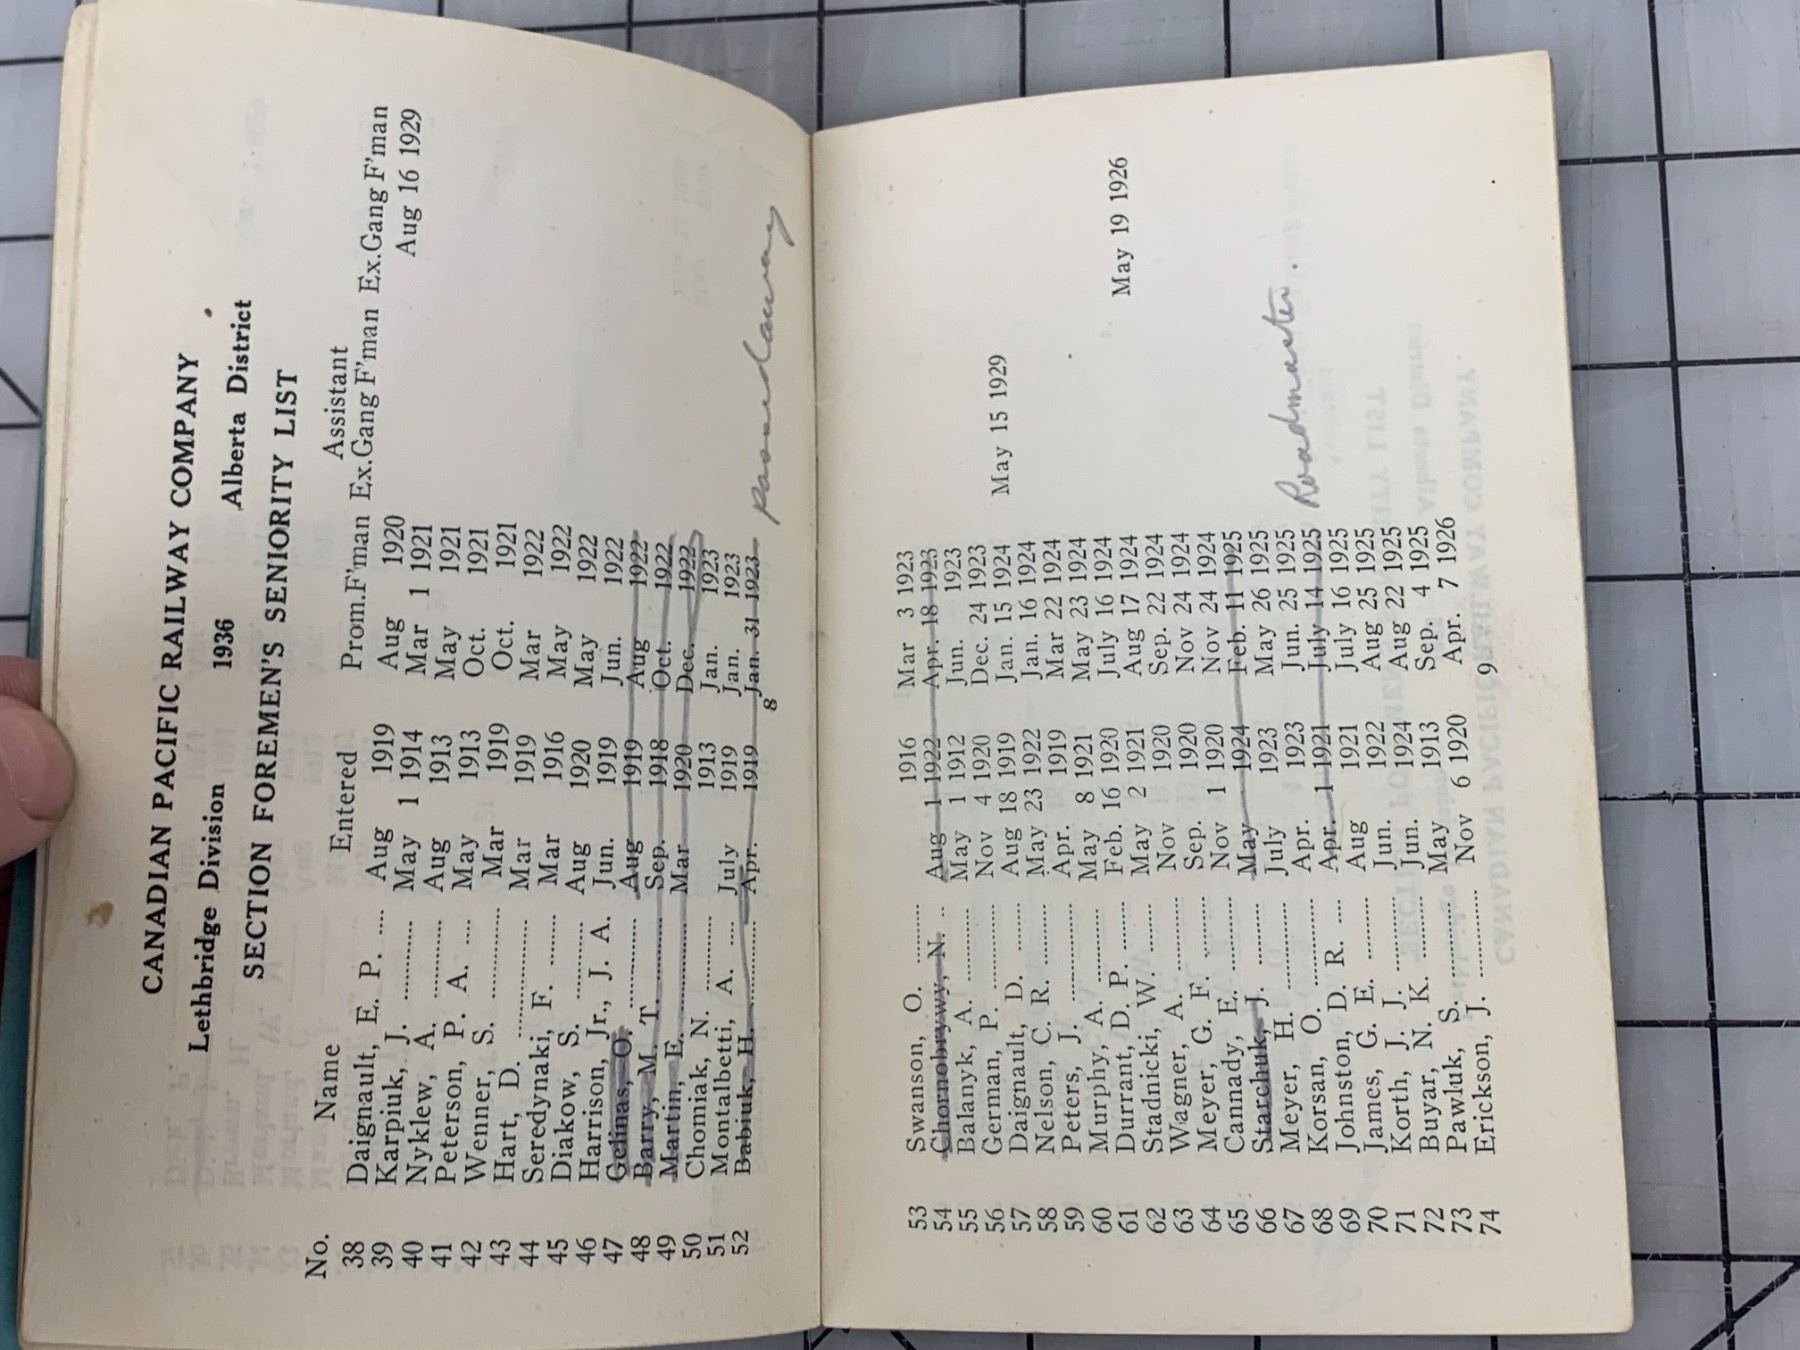 CANADIAN PACIFIC RAILWAY COMPANY
Lethbridge Division 1936 Alberta District
SECTION FOREMEN'S SENIORITY LIST
Assistant
No. Name Entered Prom.F'man Ex.Gang F'man Ex.Gang F'man
38 Daignault, E. P. .... Aug 1919 Aug 1920
39 Karpiuk, J. ............ May 1 1914 Mar 1 1921 Aug 16 1929
40 Nyklew, A. ............ Aug 1913 May 1921
41 Peterson, P. A. .... May 1913 Oct. 1921
42 Wenner, S. ............ Mar 1919 Oct. 1921
43 Hart, D. ................ Mar 1919 Mar 1922
44 Seredynaki, F. ........ Mar 1916 May 1922
45 Diakow, S. ............ Aug 1920 May 1922
46 Harrison, Jr., J. A. Jun. 1919 Jun. 1922
47 Gelinas, O. ............ Aug 1919 Aug 1922
48 Barry, M. T. ............ Sep. 1918 Oct. 1922
49 Martin, E. ............ Mar 1920 Dec. 1922
50 Chomiak, N. ............ 1913 Jan. 1923
51 Montalbetti, A. .... July 1919 Jan. 1923
52 Babiuk, H. ............ Apr. 1919 Jan. 31 1923 Passed away
8
53 Swanson, O. ........ 1916 Mar 3 1923
54 Chornobrywy, N. .. Aug 1 1922 Apr. 18 1923
55 Balanyk, A. ............ May 1 1912 Jun. 1923
56 German, P. ............ Nov 4 1920 Dec. 24 1923
57 Daignault, D. ........ Aug 18 1919 Jan. 15 1924 May 15 1929
58 Nelson, C. R. ........ May 23 1922 Jan. 16 1924
59 Peters, J. ............ Apr. 1919 Mar 22 1924
60 Murphy, A. ............ May 8 1921 May 23 1924
61 Durrant, D. P. ........ Feb. 16 1920 July 16 1924
62 Stadnicki, W. ........ May 2 1921 Aug 17 1924 May 19 1926
63 Wagner, A. ............ Nov 1920 Sep. 22 1924
64 Meyer, G. F. ........ Sep. 1920 Nov 24 1924
65 Cannady, E. ............ Nov 1 1920 Nov 24 1924
66 Starchuk, J. ............ May 1924 Feb. 11 1925
67 Meyer, H. ............ July 1923 May 26 1925
68 Korsan, O. ............ Apr. 1923 Jun. 25 1925
69 Johnston, D. R. .... Apr. 1 1921 July 14 1925 Roadmaster.
70 James, G. E. ........ Aug 1921 July 16 1925
71 Korth, J. J. ............ Jun. 1922 Aug 25 1925
72 Buyar, N. K. ........ Jun. 1924 Aug 22 1925
73 Pawluk, S. ............ May 1913 Sep. 4 1925
74 Erickson, J. ............ Nov 6 1920 Apr. 7 1926
9